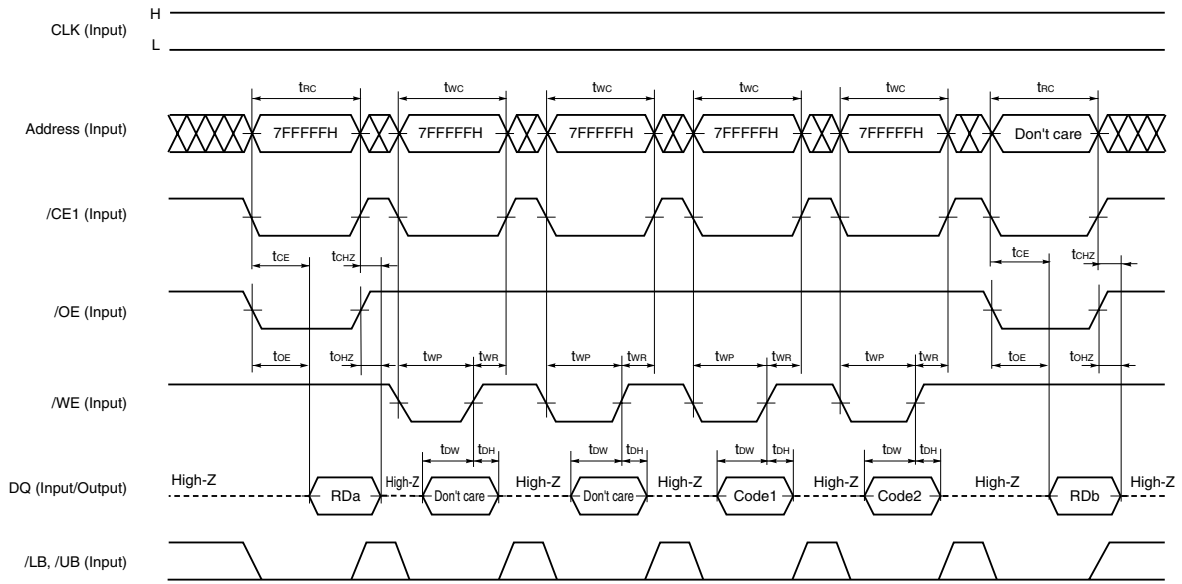 H
CLK (Input)
L
tRC tWC tWC tWC tWC tRC
Address (Input) 7FFFFFH 7FFFFFH 7FFFFFH 7FFFFFH 7FFFFFH Don't care
/CE1 (Input)
tCE tCHZ tCE tCHZ
/OE (Input)
tOE tOHZ tWP tWR tWP tWR tWP tWR tWP tWR tOE tOHZ
/WE (Input)
tDW tDH tDW tDH tDW tDH tDW tDH
DQ (Input/Output) High-Z RDa High-Z Don't care High-Z Don't care High-Z Code1 High-Z Code2 High-Z RDb High-Z
/LB, /UB (Input)